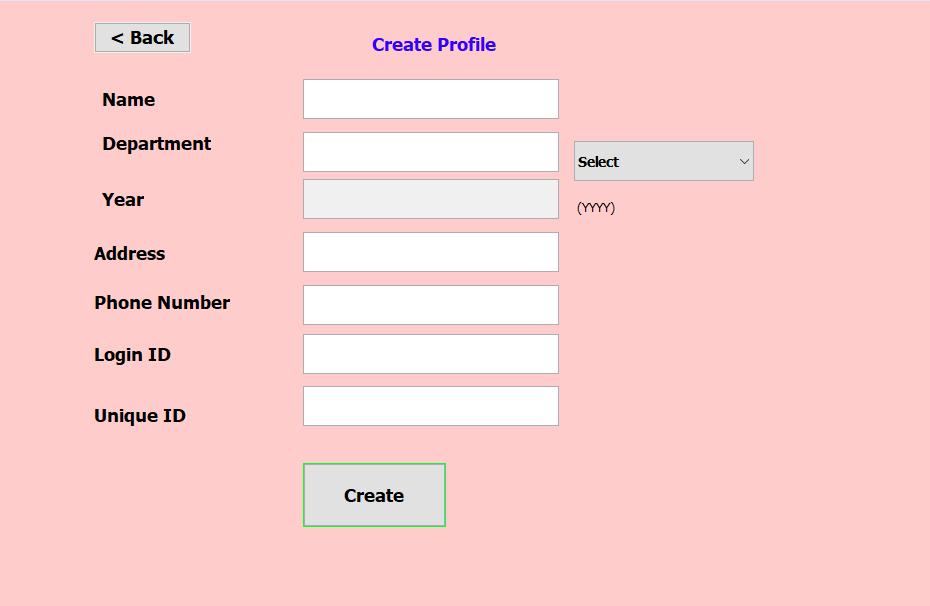 < Back
Create Profile
Name
Department
Select
Year
(YYYY)
Address
Phone Number
Login ID
Unique ID
Create